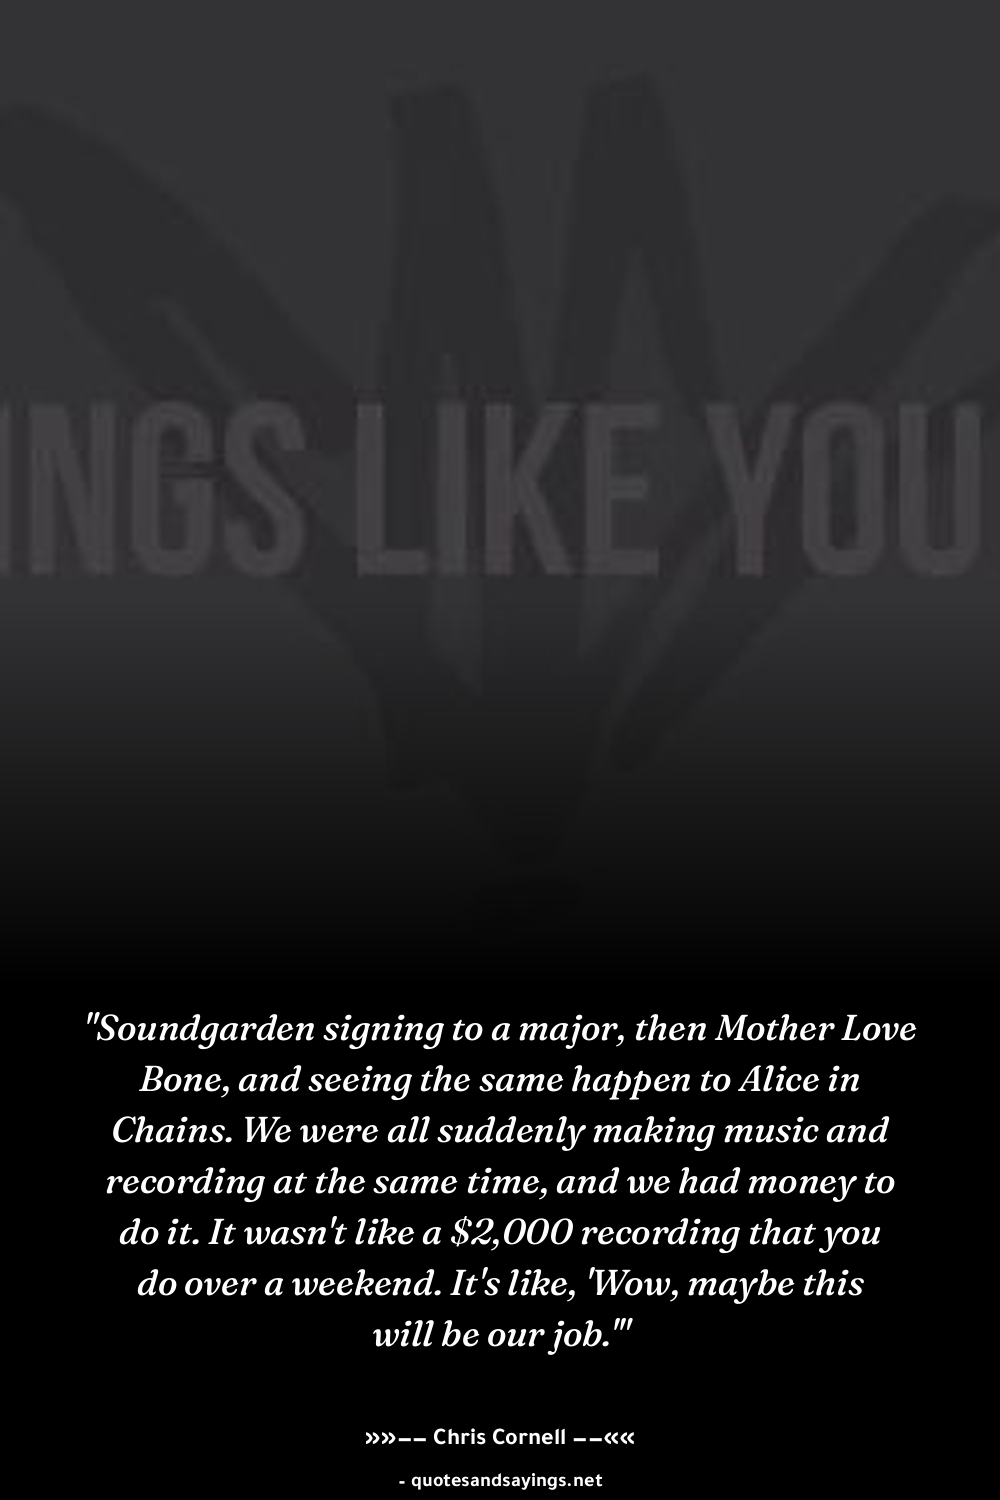 INGS LIKE YOU
"Soundgarden signing to a major, then Mother Love
Bone, and seeing the same happen to Alice in
Chains. We were all suddenly making music and
recording at the same time, and we had money to
do it. It wasn't like a $2,000 recording that you
do over a weekend. It's like, 'Wow, maybe this
will be our job.'"
»»-- Chris Cornell --««
- quotesandsayings.net